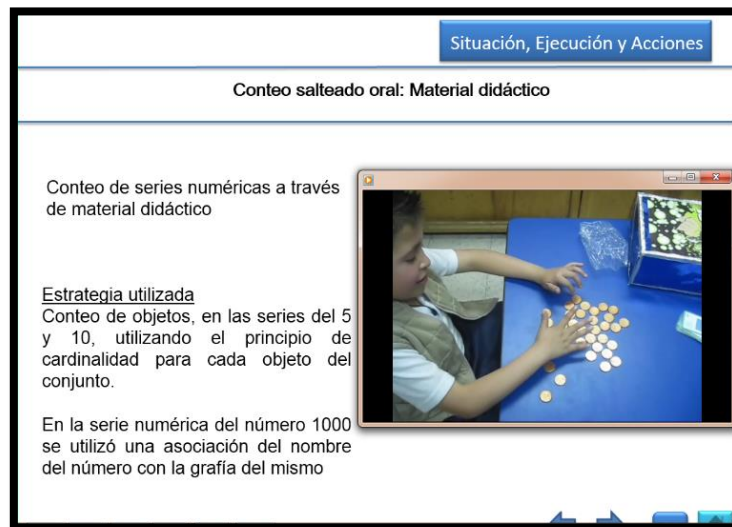 Situación, Ejecución y Acciones
Conteo salteado oral: Material didáctico
Conteo de series numéricas a través
de material didáctico
Estrategia utilizada
Conteo de objetos, en las series del 5
y 10, utilizando el principio de
cardinalidad para cada objeto del
conjunto.
En la serie numérica del número 1000
se utilizó una asociación del nombre
del número con la grafía del mismo